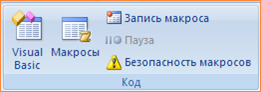 Visual
Basic
Макросы
Запись макроса
Пауза
Безопасность макросов
Код